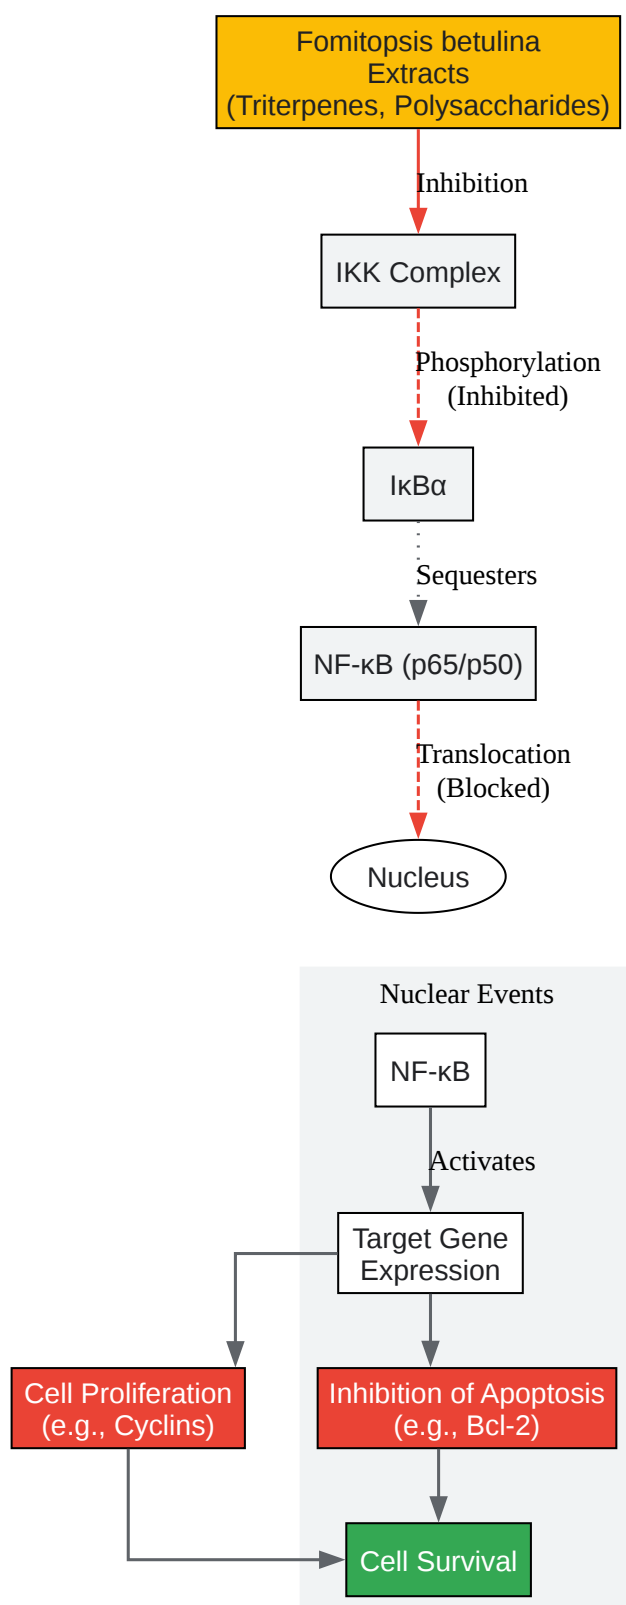 Fomitopsis betulina
Extracts
(Triterpenes, Polysaccharides)
Inhibition
IKK Complex
Phosphorylation
(Inhibited)
IκBα
Sequesters
NF-κB (p65/p50)
Translocation
(Blocked)
Nucleus
Nuclear Events
NF-κB
Activates
Target Gene
Expression
Cell Proliferation
(e.g., Cyclins)
Inhibition of Apoptosis
(e.g., Bcl-2)
Cell Survival